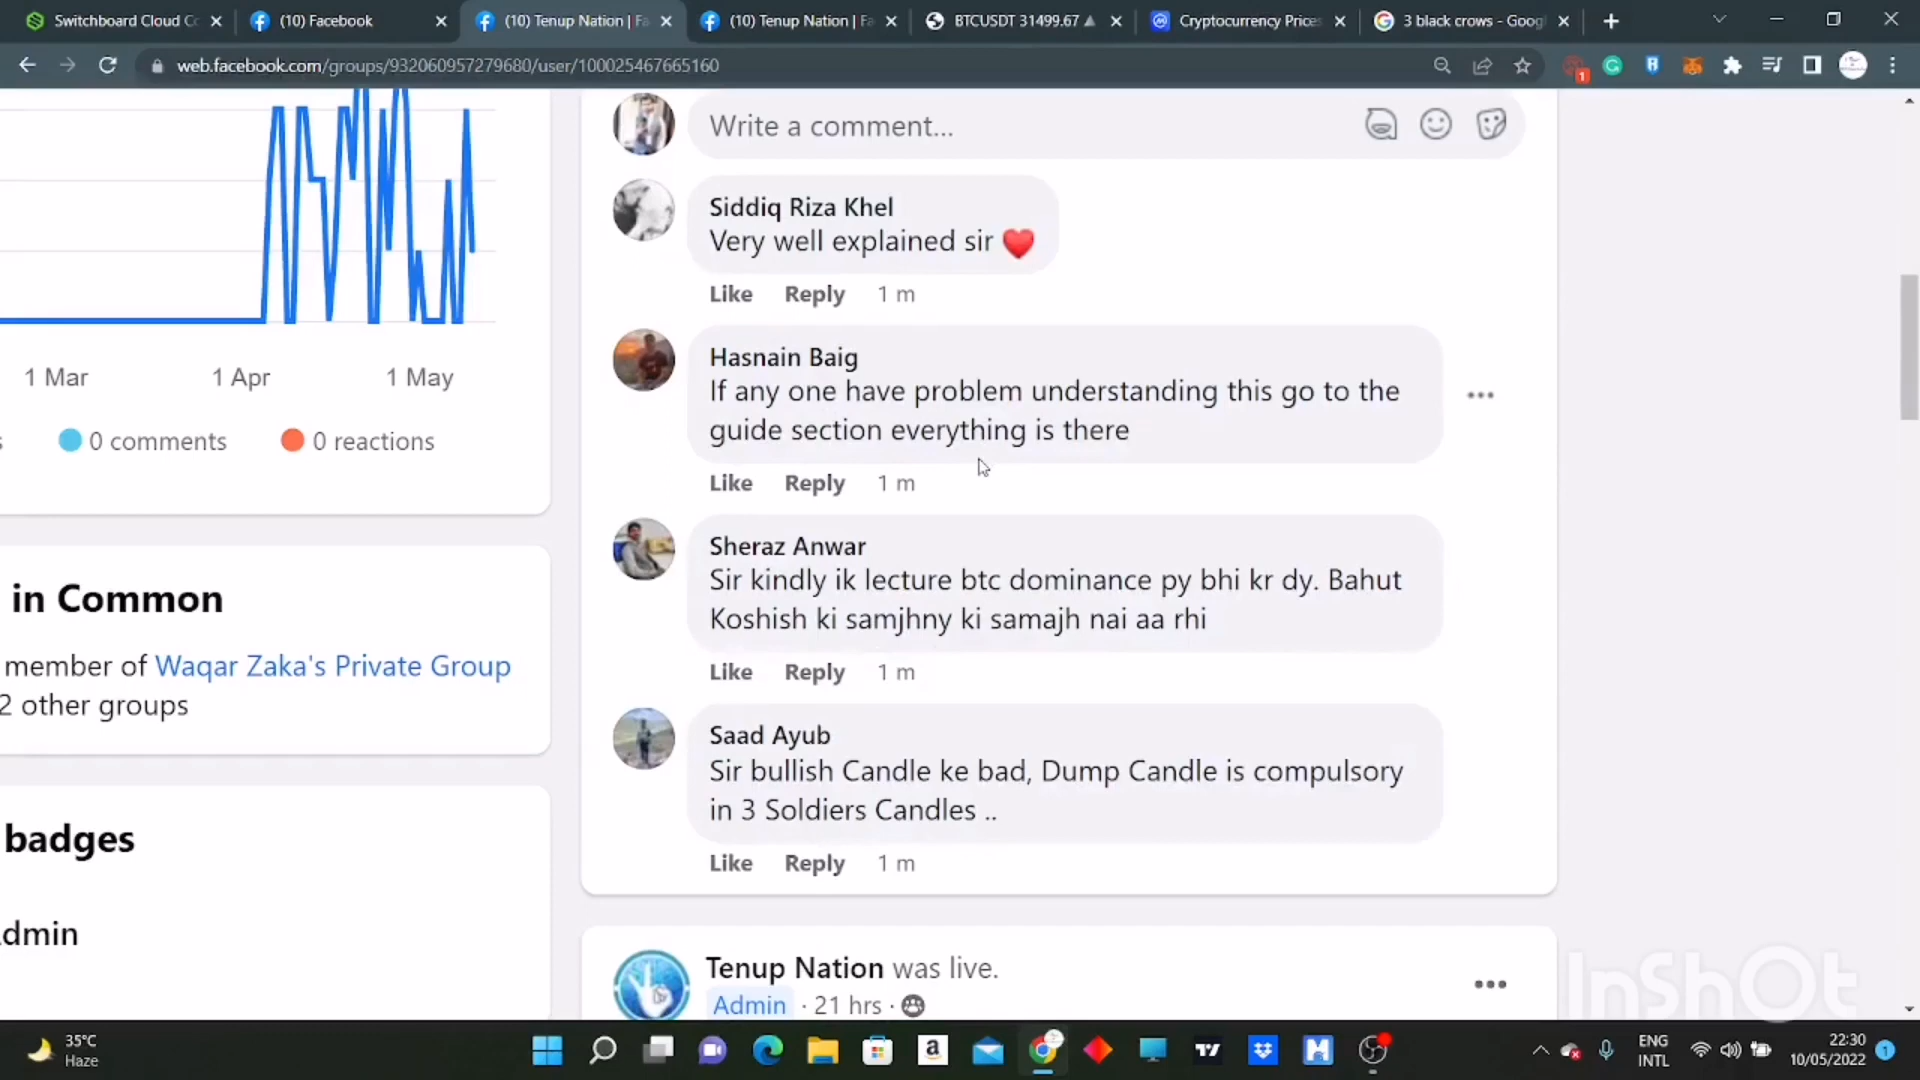 Switchboard Cloud Co
(10) Facebook
(10) Tenup Nation | Fa
(10) Tenup Nation | Fa
BTCUSDT 31499.67
Cryptocurrency Prices
3 black crows - Goog
web.facebook.com/groups/932060957279680/user/100025467665160
1
1 Mar
1 Apr
1 May
s
0 comments
0 reactions
in Common
member of Waqar Zaka's Private Group
2 other groups
badges
dmin
Write a comment...
Siddiq Riza Khel
Very well explained sir ❤️
Like Reply 1 m
Hasnain Baig
If any one have problem understanding this go to the
guide section everything is there
Like Reply 1 m
Sheraz Anwar
Sir kindly ik lecture btc dominance py bhi kr dy. Bahut
Koshish ki samjhny ki samajh nai aa rhi
Like Reply 1 m
Saad Ayub
Sir bullish Candle ke bad, Dump Candle is compulsory
in 3 Soldiers Candles ..
Like Reply 1 m
Tenup Nation was live.
Admin · 21 hrs ·
InShOt
35°C
Haze
ENG
INTL
22:30
10/05/2022
1